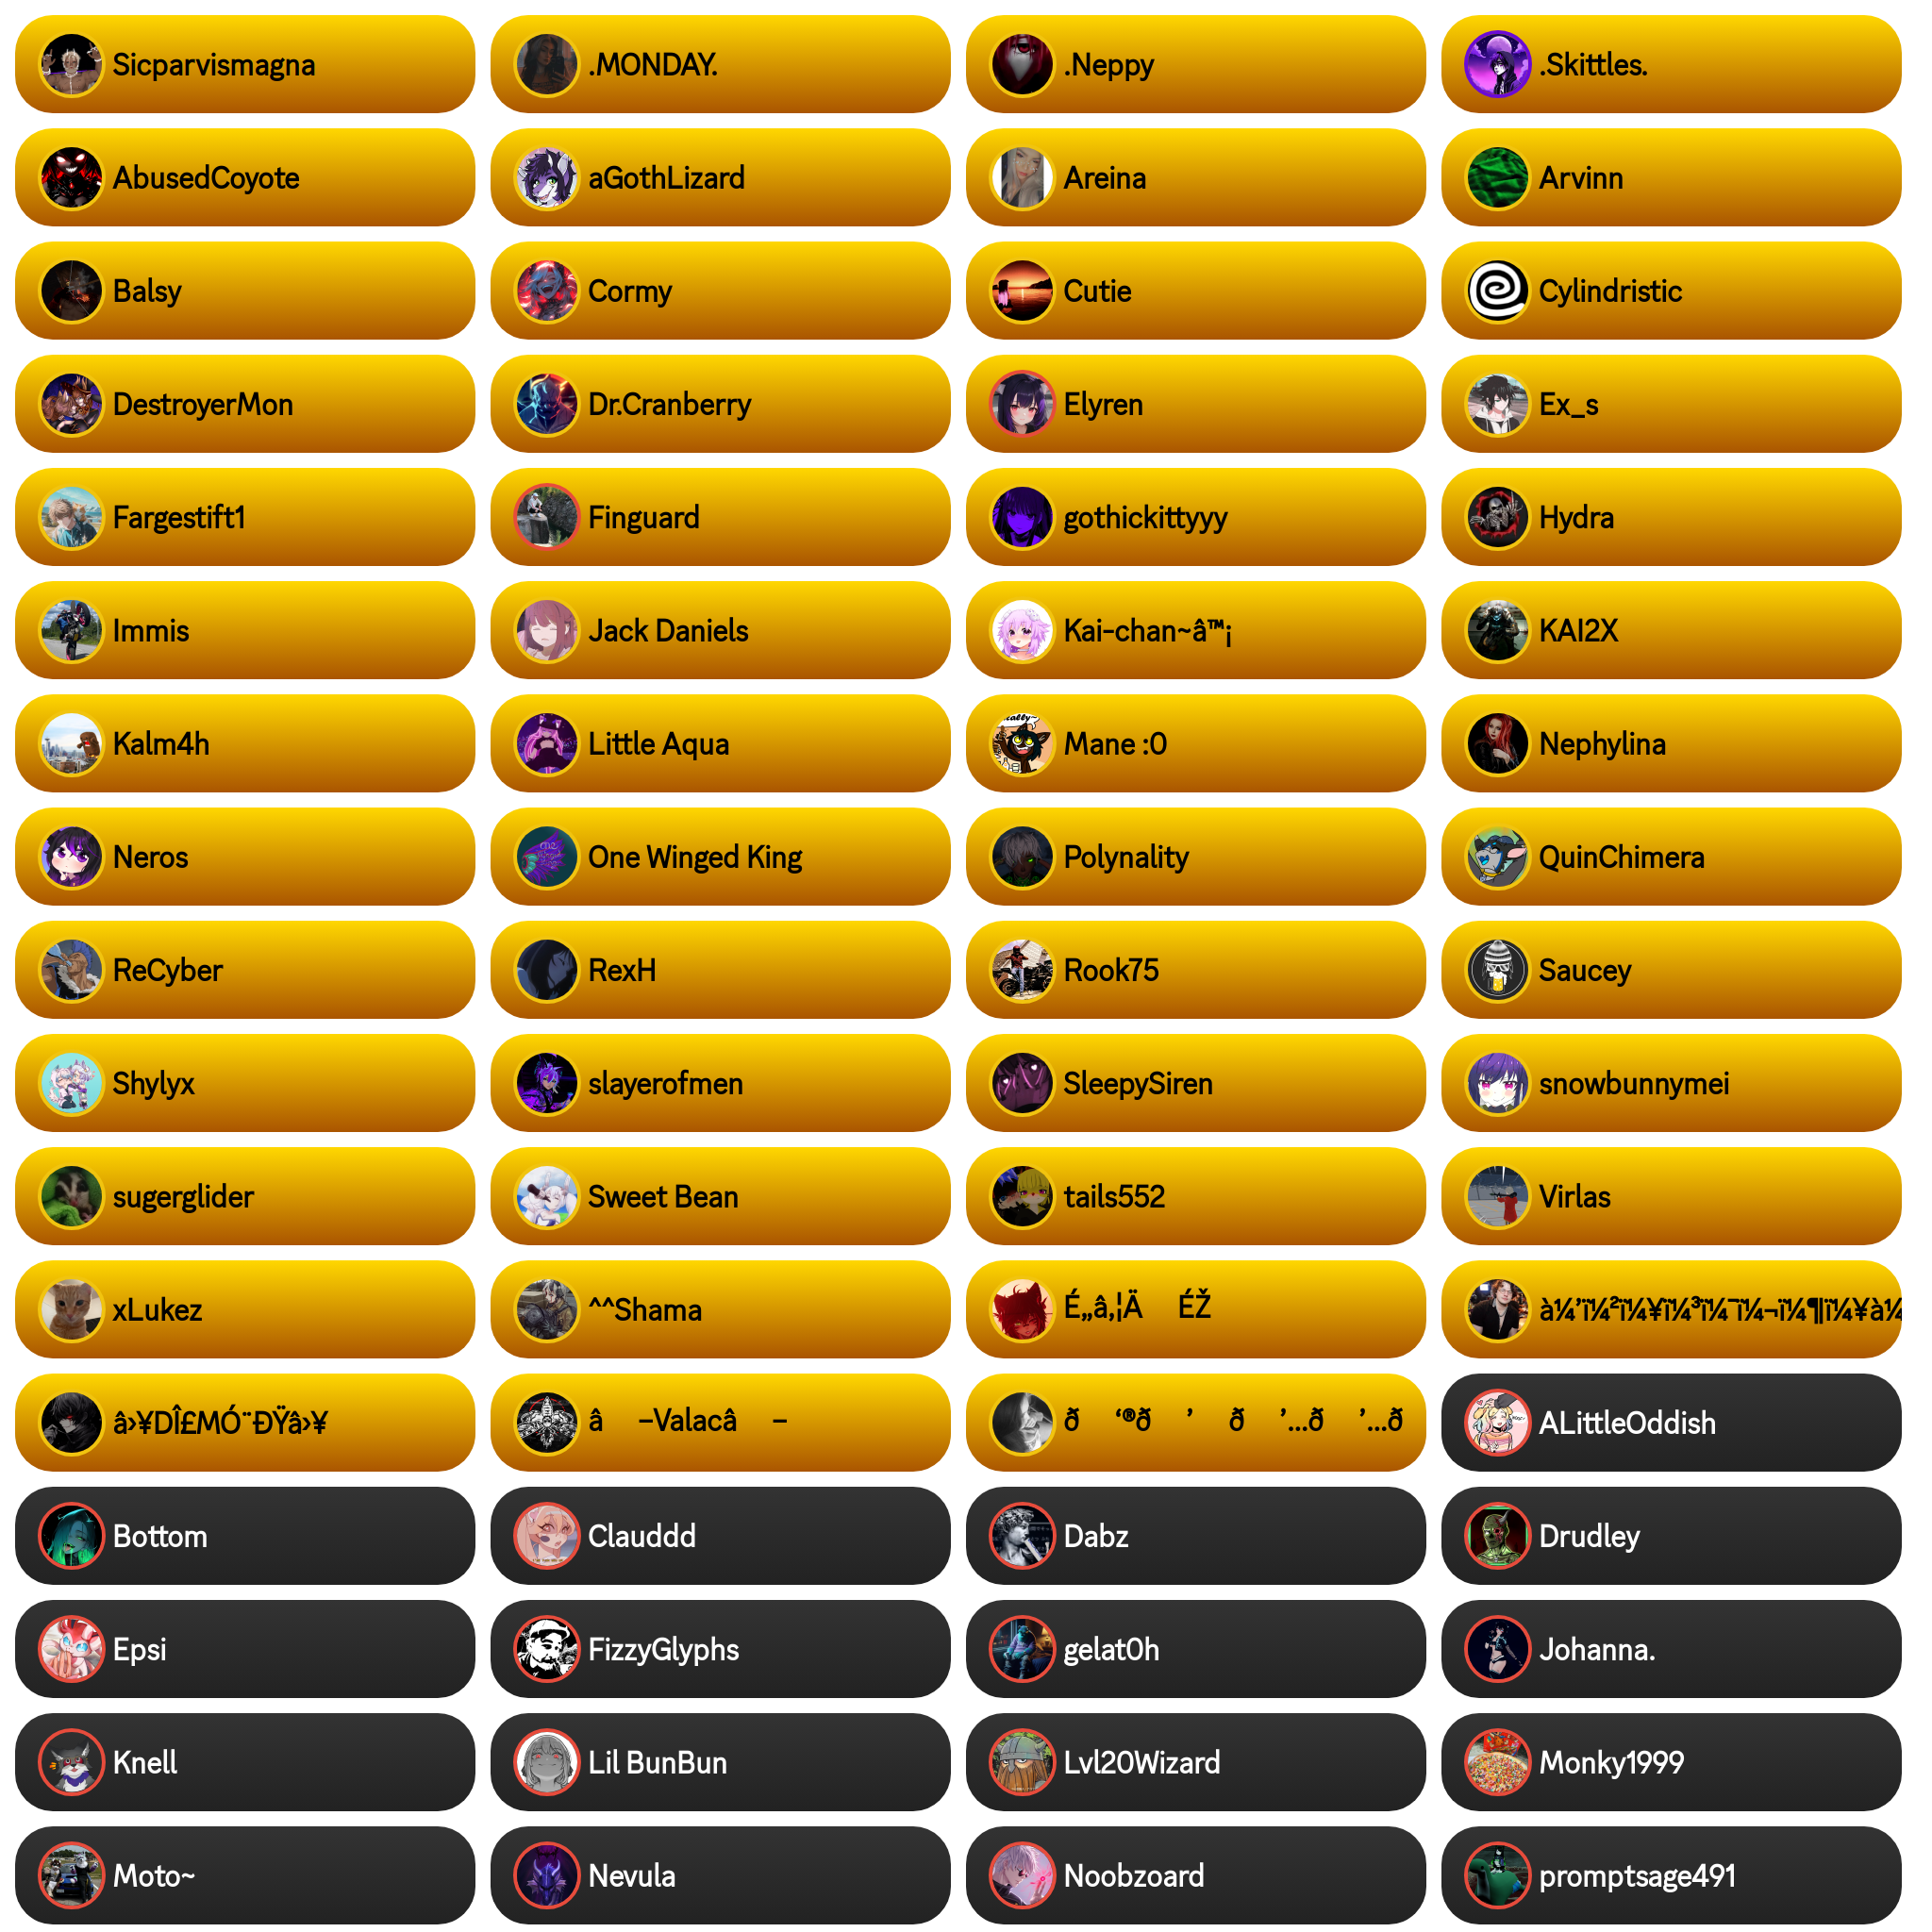 Sicparvismagna
.MONDAY.
.Neppy
.Skittles.
AbusedCoyote
aGothLizard
Areina
Arvinn
Balsy
Cormy
Cutie
Cylindristic
DestroyerMon
Dr.Cranberry
Elyren
Ex_s
Fargestift1
Finguard
gothickittyyy
Hydra
Immis
Jack Daniels
Kai-chan~â™¡
KAI2X
Kalm4h
Little Aqua
Mane :0
Nephylina
Neros
One Winged King
Polynality
QuinChimera
ReCyber
RexH
Rook75
Saucey
Shylyx
slayerofmen
SleepySiren
snowbunnymei
sugerglider
Sweet Bean
tails552
Virlas
xLukez
^^Shama
É„â‚¦Ä ÉŽ
à¼’ï¼²ï¼¥ï¼³ï¼¯ï¼¬ï¼¶ï¼¥à¼
â›¥DÎ£MÓ¨ÐŸâ›¥
â –Valacâ –
ð ‘®ð ’ ð ’…ð ’…ð
ALittleOddish
Bottom
Clauddd
Dabz
Drudley
Epsi
FizzyGlyphs
gelat0h
Johanna.
Knell
Lil BunBun
Lvl20Wizard
Monky1999
Moto~
Nevula
Noobzoard
promptsage491